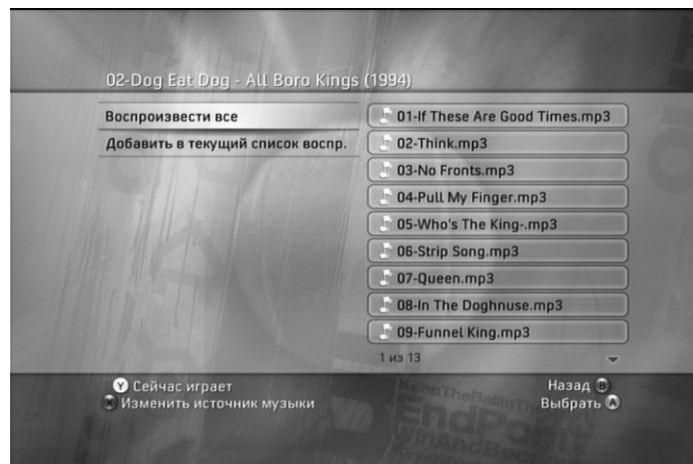 02-Dog Eat Dog - All Boro Kings (1994)
Воспроизвести все
Добавить в текущий список воспр.
01-If These Are Good Times.mp3
02-Think.mp3
03-No Fronts.mp3
04-Pull My Finger.mp3
05-Who's The King-.mp3
06-Strip Song.mp3
07-Queen.mp3
08-In The Doghnuse.mp3
09-Funnel King.mp3
1 из 13
Y Сейчас играет
X Изменить источник музыки
Назад B
Выбрать A
KeepTheBallInTh
EndPoint
WinAndBeco